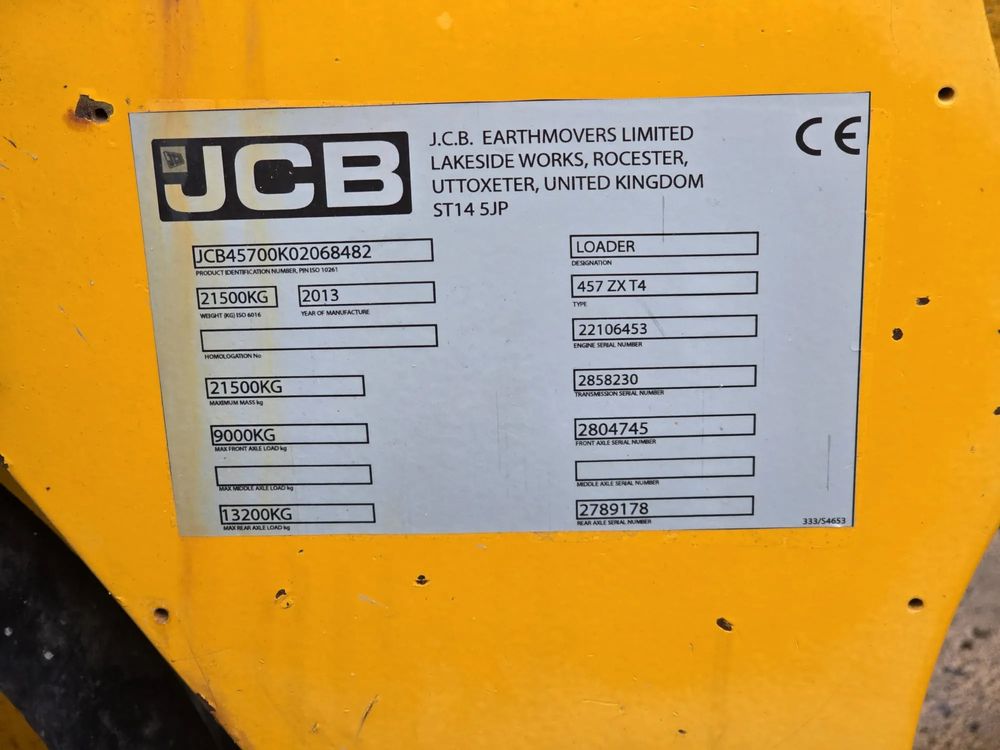 JCB
J.C.B. EARTHMOVERS LIMITED
LAKESIDE WORKS, ROCESTER,
UTTOXETER, UNITED KINGDOM
ST14 5JP
CE
JCB45700K02068482
PRODUCT IDENTIFICATION NUMBER, PIN ISO 10261
21500KG
WEIGHT (KG) ISO 6016
2013
YEAR OF MANUFACTURE
HOMOLOGATION No
21500KG
MAXIMUM MASS kg
9000KG
MAX FRONT AXLE LOAD kg
MAX MIDDLE AXLE LOAD kg
13200KG
MAX REAR AXLE LOAD kg
LOADER
DESIGNATION
457 ZX T4
TYPE
22106453
ENGINE SERIAL NUMBER
2858230
TRANSMISSION SERIAL NUMBER
2804745
FRONT AXLE SERIAL NUMBER
MIDDLE AXLE SERIAL NUMBER
2789178
REAR AXLE SERIAL NUMBER
333/S4653